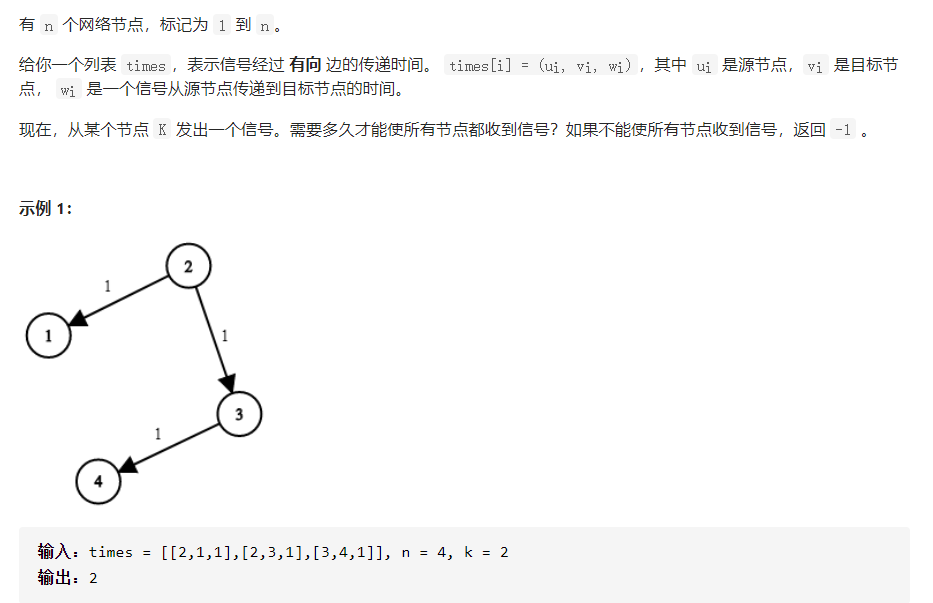 有 n 个网络节点，标记为 1 到 n 。
给你一个列表 times ，表示信号经过 有向 边的传递时间。 times[i] = (ui, vi, wi) ，其中 ui 是源节点，vi 是目标节
点， wi 是一个信号从源节点传递到目标节点的时间。
现在，从某个节点 K 发出一个信号。需要多久才能使所有节点都收到信号？如果不能使所有节点收到信号，返回 -1 。
示例 1：
2
1
1
1
3
1
4
输入：times = [[2,1,1],[2,3,1],[3,4,1]], n = 4, k = 2
输出：2